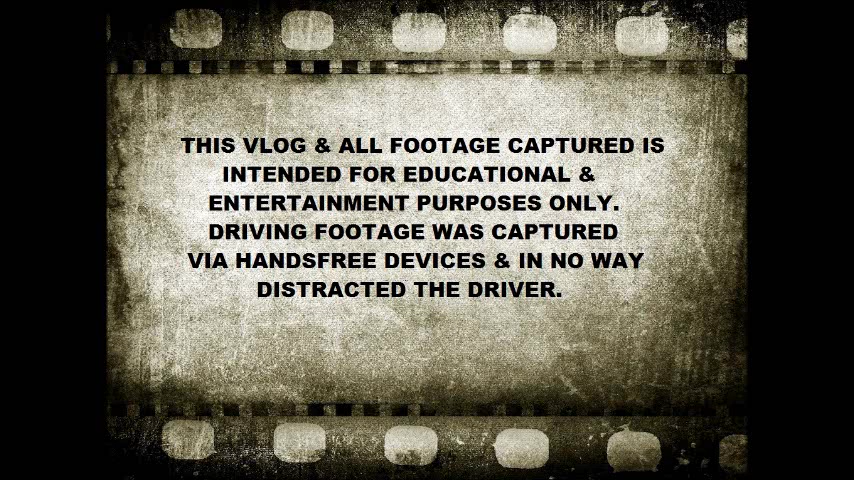 THIS VLOG & ALL FOOTAGE CAPTURED IS
INTENDED FOR EDUCATIONAL &
ENTERTAINMENT PURPOSES ONLY.
DRIVING FOOTAGE WAS CAPTURED
VIA HANDSFREE DEVICES & IN NO WAY
DISTRACTED THE DRIVER.